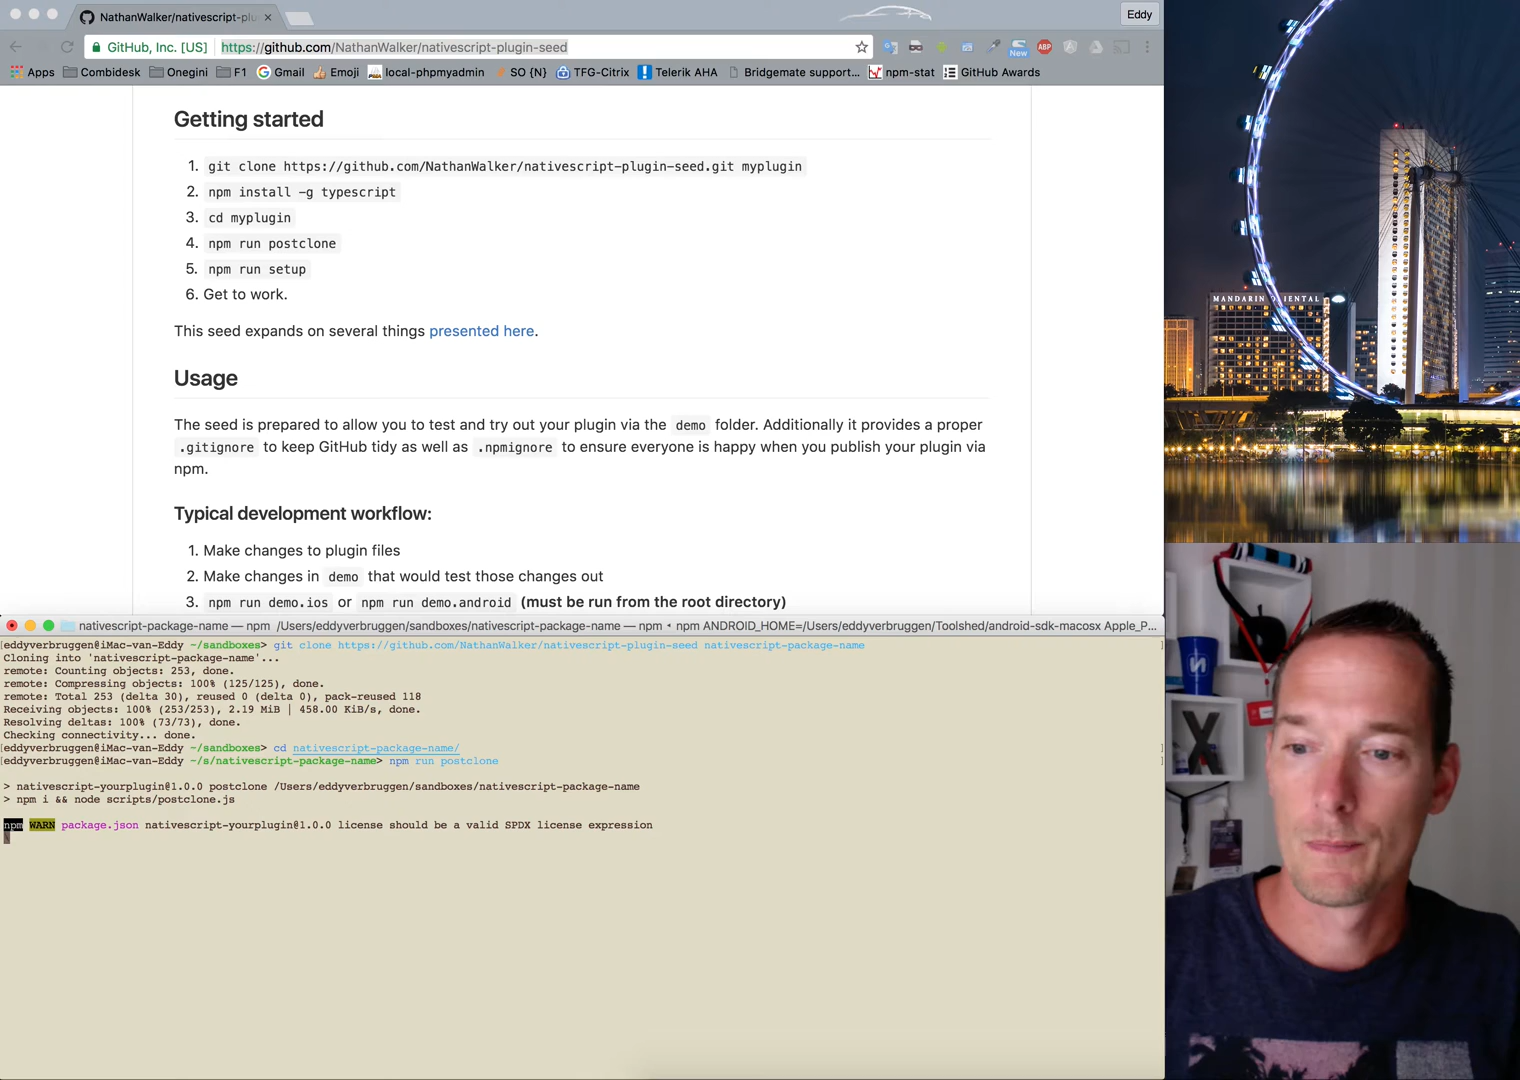 NathanWalker/nativescript-plu
Eddy
GitHub, Inc. [US]
https://github.com/NathanWalker/nativescript-plugin-seed
New
ABP
Apps
Combidesk
Onegini
F1
Gmail
Emoji
local-phpmyadmin
SO {N}
TFG-Citrix
Telerik AHA
Bridgemate support...
npm-stat
GitHub Awards
Getting started
1. git clone https://github.com/NathanWalker/nativescript-plugin-seed.git myplugin
2. npm install -g typescript
3. cd myplugin
4. npm run postclone
5. npm run setup
6. Get to work.
This seed expands on several things presented here.
Usage
The seed is prepared to allow you to test and try out your plugin via the demo folder. Additionally it provides a proper
.gitignore to keep GitHub tidy as well as .npmignore to ensure everyone is happy when you publish your plugin via
npm.
Typical development workflow:
1. Make changes to plugin files
2. Make changes in demo that would test those changes out
3. npm run demo.ios or npm run demo.android (must be run from the root directory)
nativescript-package-name — npm /Users/eddyverbruggen/sandboxes/nativescript-package-name — npm ◂ npm ANDROID_HOME=/Users/eddyverbruggen/Toolshed/android-sdk-macosx Apple_P...
[eddyverbruggen@iMac-van-Eddy ~/sandboxes> git clone https://github.com/NathanWalker/nativescript-plugin-seed nativescript-package-name ]
Cloning into 'nativescript-package-name'...
remote: Counting objects: 253, done.
remote: Compressing objects: 100% (125/125), done.
remote: Total 253 (delta 30), reused 0 (delta 0), pack-reused 118
Receiving objects: 100% (253/253), 2.19 MiB | 458.00 KiB/s, done.
Resolving deltas: 100% (73/73), done.
Checking connectivity... done.
[eddyverbruggen@iMac-van-Eddy ~/sandboxes> cd nativescript-package-name/ ]
[eddyverbruggen@iMac-van-Eddy ~/s/nativescript-package-name> npm run postclone ]
> nativescript-yourplugin@1.0.0 postclone /Users/eddyverbruggen/sandboxes/nativescript-package-name
> npm i && node scripts/postclone.js
npm WARN package.json nativescript-yourplugin@1.0.0 license should be a valid SPDX license expression
\
MANDARIN ORIENTAL
N
X